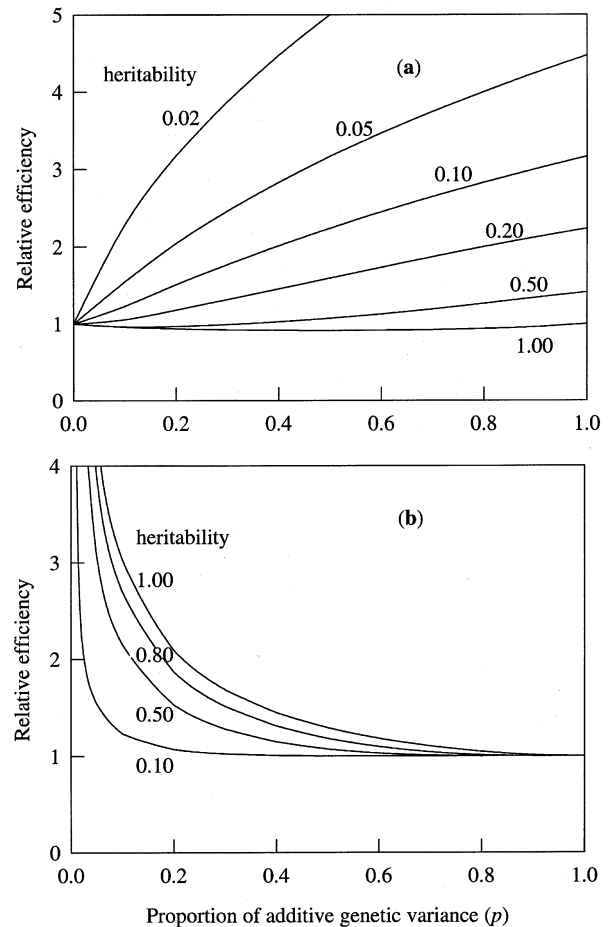 5
heritability
(a)
4
0.02
0.05
3
0.10
Relative efficiency
2
0.20
0.50
1
1.00
0
0.0 0.2 0.4 0.6 0.8 1.0
4
(b)
heritability
3
1.00
Relative efficiency
2
0.80
0.50
1
0.10
0
0.0 0.2 0.4 0.6 0.8 1.0
Proportion of additive genetic variance (p)